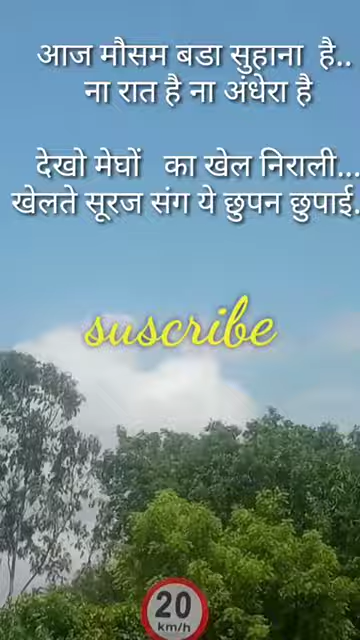 आज मौसम बडा सुहाना है..
ना रात है ना अंधेरा है
देखो मेघों का खेल निराली...
खेलते सूरज संग ये छुपन छुपाई.
suscribe
20
km/h